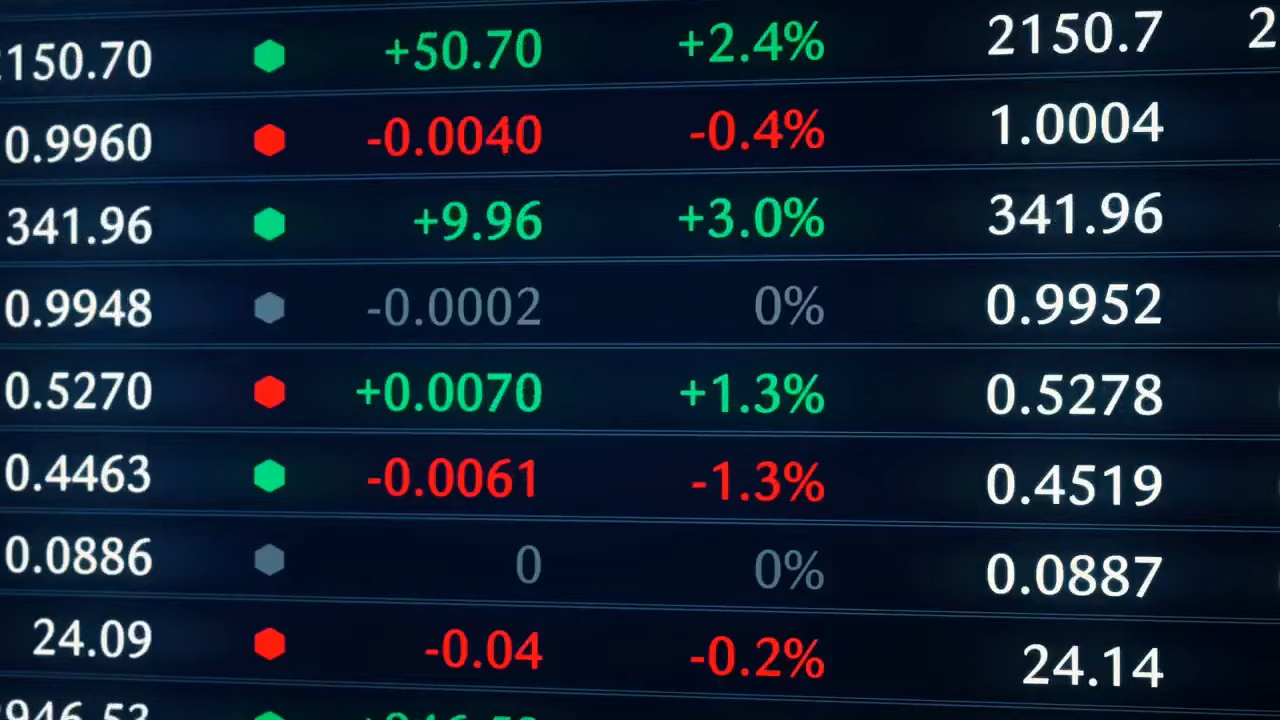 2150.70 +50.70 +2.4% 2150.7 2
0.9960 -0.0040 -0.4% 1.0004
341.96 +9.96 +3.0% 341.96
0.9948 -0.0002 0% 0.9952
0.5270 +0.0070 +1.3% 0.5278
0.4463 -0.0061 -1.3% 0.4519
0.0886 0 0% 0.0887
24.09 -0.04 -0.2% 24.14